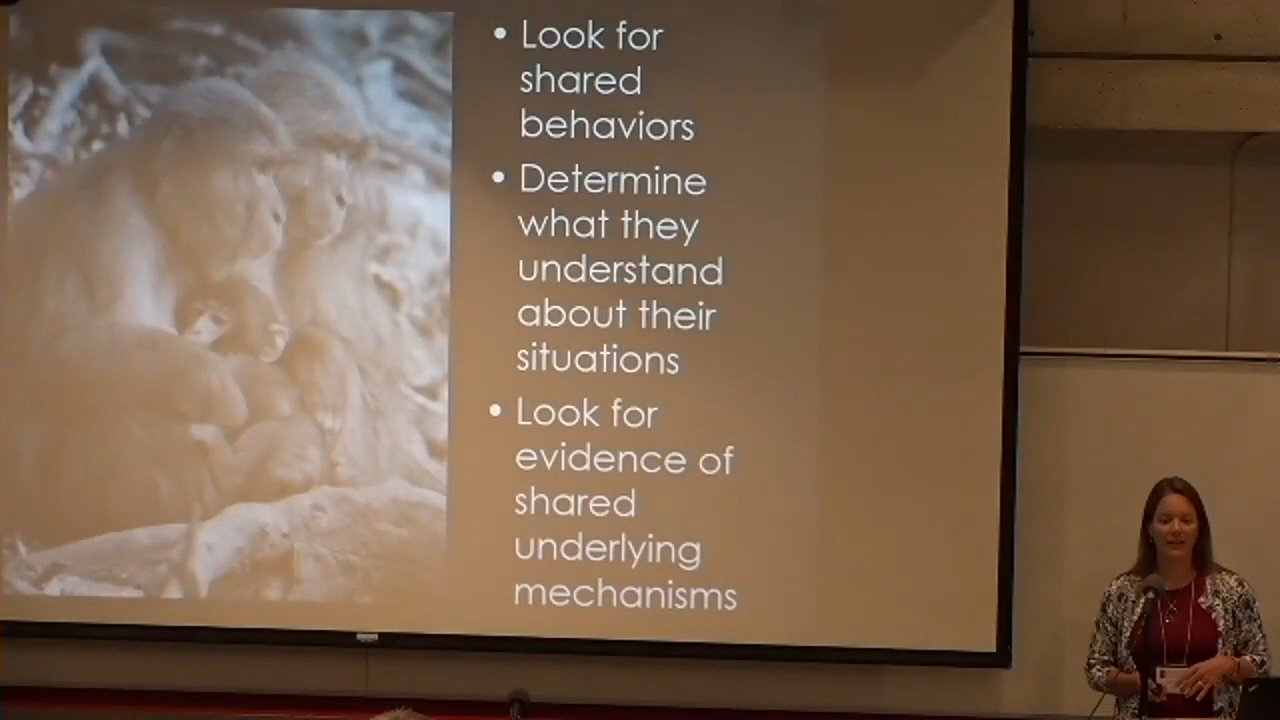 • Look for
shared
behaviors
• Determine
what they
understand
about their
situations
• Look for
evidence of
shared
underlying
mechanisms